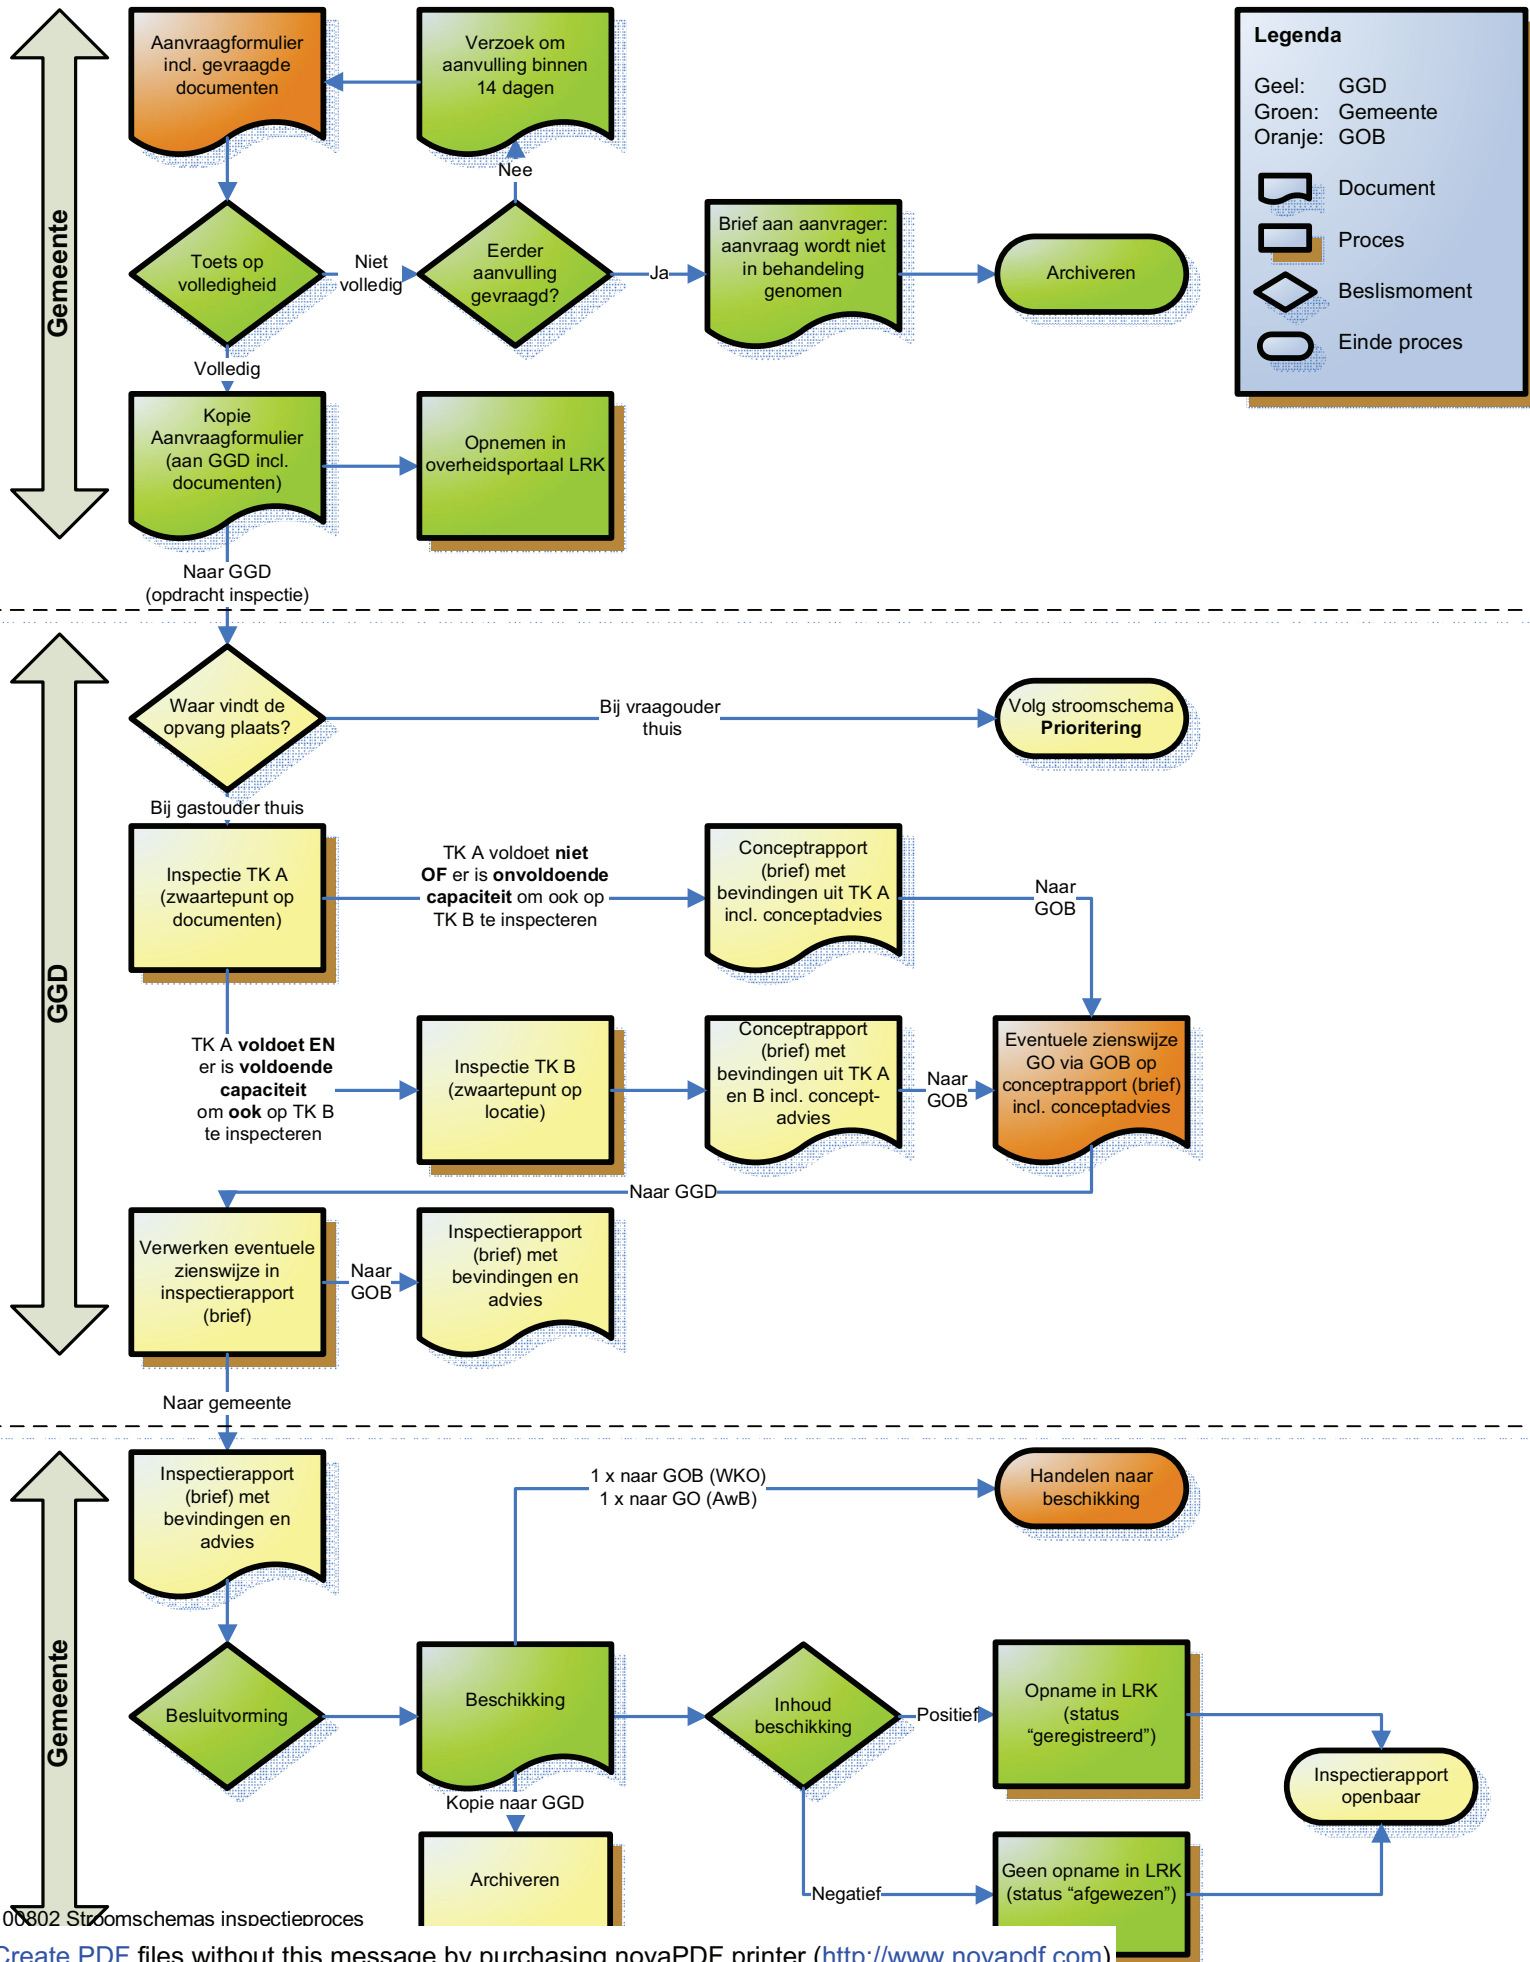 Aanvraagformulier
incl. gevraagde
documenten
Verzoek om
aanvulling binnen
14 dagen
Legenda
Geel: GGD
Groen: Gemeente
Oranje: GOB
Document
Proces
Beslismoment
Einde proces
Gemeente
Nee
Toets op
volledigheid
Niet
volledig
Eerder
aanvulling
gevraagd?
Ja
Brief aan aanvrager:
aanvraag wordt niet
in behandeling
genomen
Archiveren
Volledig
Kopie
Aanvraagformulier
(aan GGD incl.
documenten)
Opnemen in
overheidsportaal LRK
Naar GGD
(opdracht inspectie)
GGD
Waar vindt de
opvang plaats?
Bij vraagouder
thuis
Volg stroomschema
Prioritering
Bij gastouder thuis
Inspectie TK A
(zwaartepunt op
documenten)
TK A voldoet niet
OF er is onvoldoende
capaciteit om ook op
TK B te inspecteren
Conceptrapport
(brief) met
bevindingen uit TK A
incl. conceptadvies
Naar
GOB
TK A voldoet EN
er is voldoende
capaciteit
om ook op TK B
te inspecteren
Inspectie TK B
(zwaartepunt op
locatie)
Conceptrapport
(brief) met
bevindingen uit TK A
en B incl. concept-
advies
Naar
GOB
Eventuele zienswijze
GO via GOB op
conceptrapport (brief)
incl. conceptadvies
Naar GGD
Verwerken eventuele
zienswijze in
inspectierapport
(brief)
Naar
GOB
Inspectierapport
(brief) met
bevindingen en
advies
Naar gemeente
Gemeente
Inspectierapport
(brief) met
bevindingen en
advies
1 x naar GOB (WKO)
1 x naar GO (AwB)
Handelen naar
beschikking
Besluitvorming
Beschikking
Inhoud
beschikking
Positief
Opname in LRK
(status
“geregistreerd”)
Inspectierapport
openbaar
Kopie naar GGD
Archiveren
Negatief
Geen opname in LRK
(status “afgewezen”)
00802 Stroomschemas inspectieproces
Create PDF files without this message by purchasing novaPDF printer (http://www.novapdf.com)